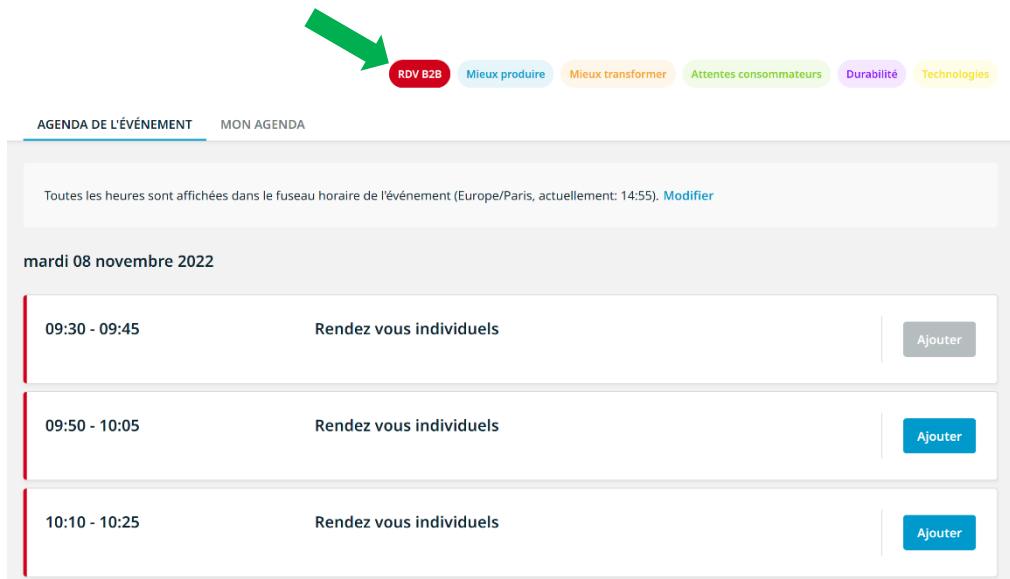 RDV B2B Mieux produire Mieux transformer Attentes consommateurs Durabilité Technologies
AGENDA DE L'ÉVÉNEMENT MON AGENDA
Toutes les heures sont affichées dans le fuseau horaire de l'événement (Europe/Paris, actuellement: 14:55). Modifier
mardi 08 novembre 2022
09:30 - 09:45 Rendez vous individuels Ajouter
09:50 - 10:05 Rendez vous individuels Ajouter
10:10 - 10:25 Rendez vous individuels Ajouter